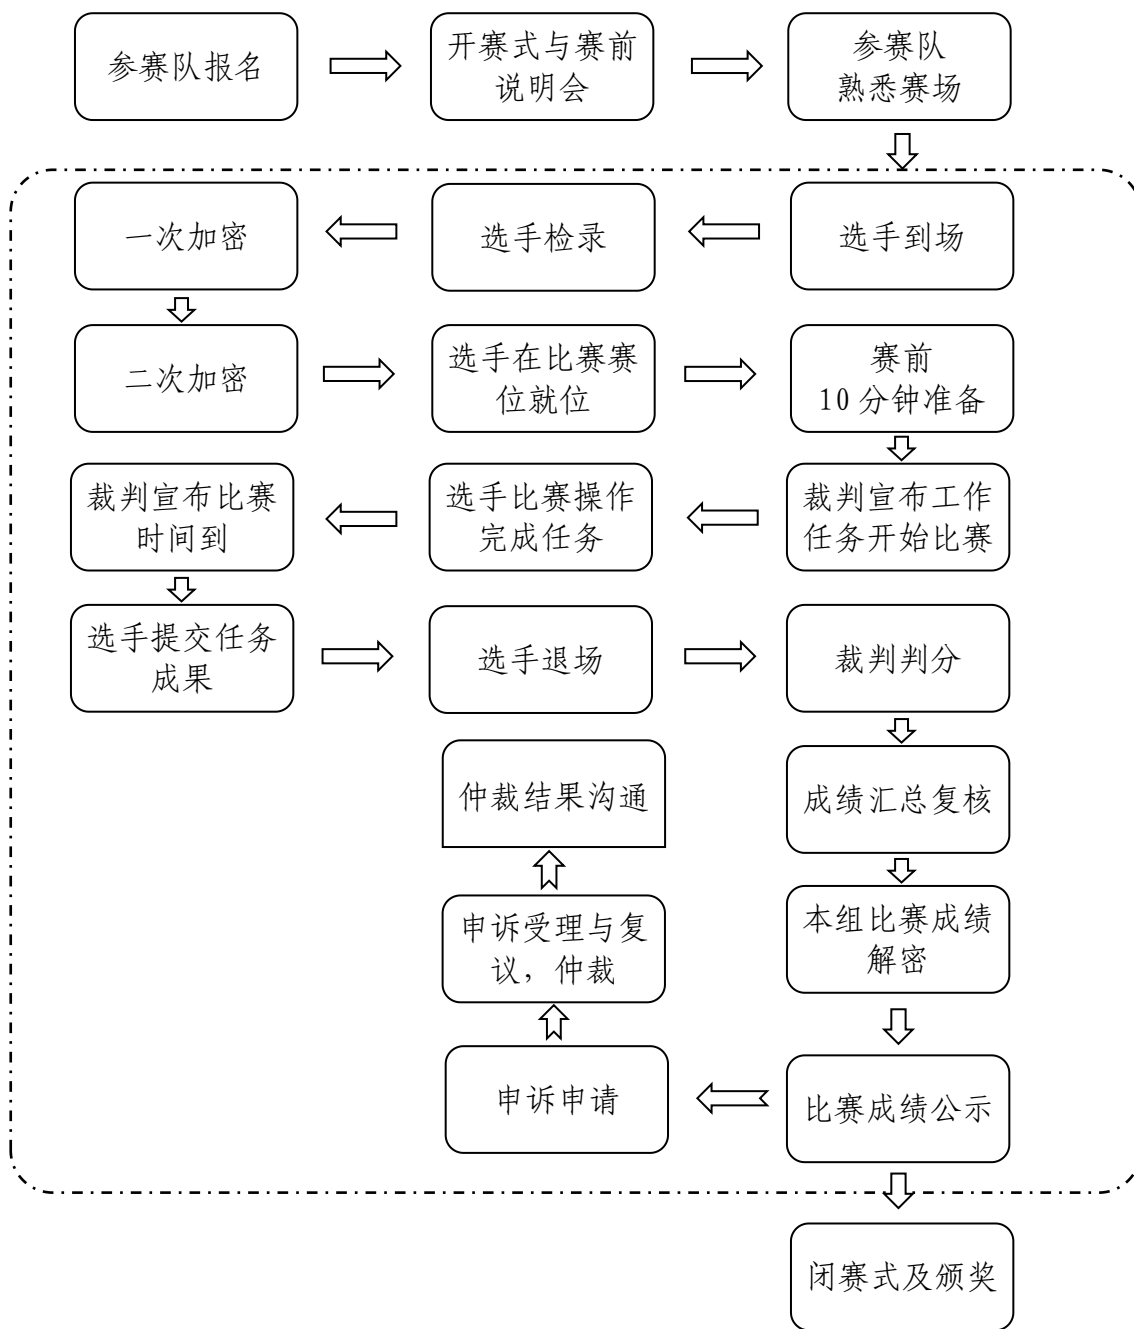 参赛队报名
开赛式与赛前
说明会
参赛队
熟悉赛场
选手到场
选手检录
一次加密
二次加密
选手在比赛赛
位就位
赛前
10 分钟准备
裁判宣布工作
任务开始比赛
选手比赛操作
完成任务
裁判宣布比赛
时间到
选手提交任务
成果
选手退场
裁判判分
成绩汇总复核
本组比赛成绩
解密
比赛成绩公示
申诉申请
申诉受理与复
议，仲裁
仲裁结果沟通
闭赛式及颁奖